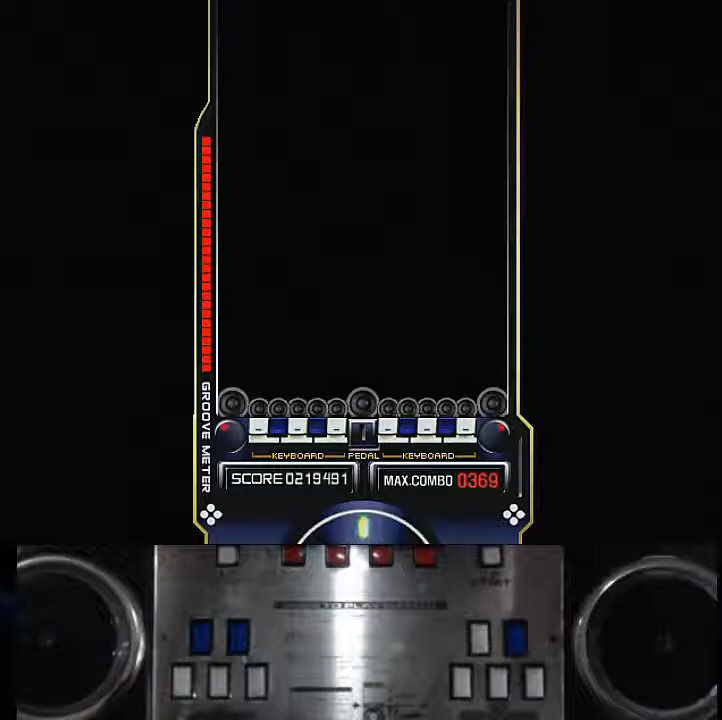 GROOVE METER
KEYBOARD PEDAL KEYBOARD
SCORE 0219491 MAX.COMBO 0369
START